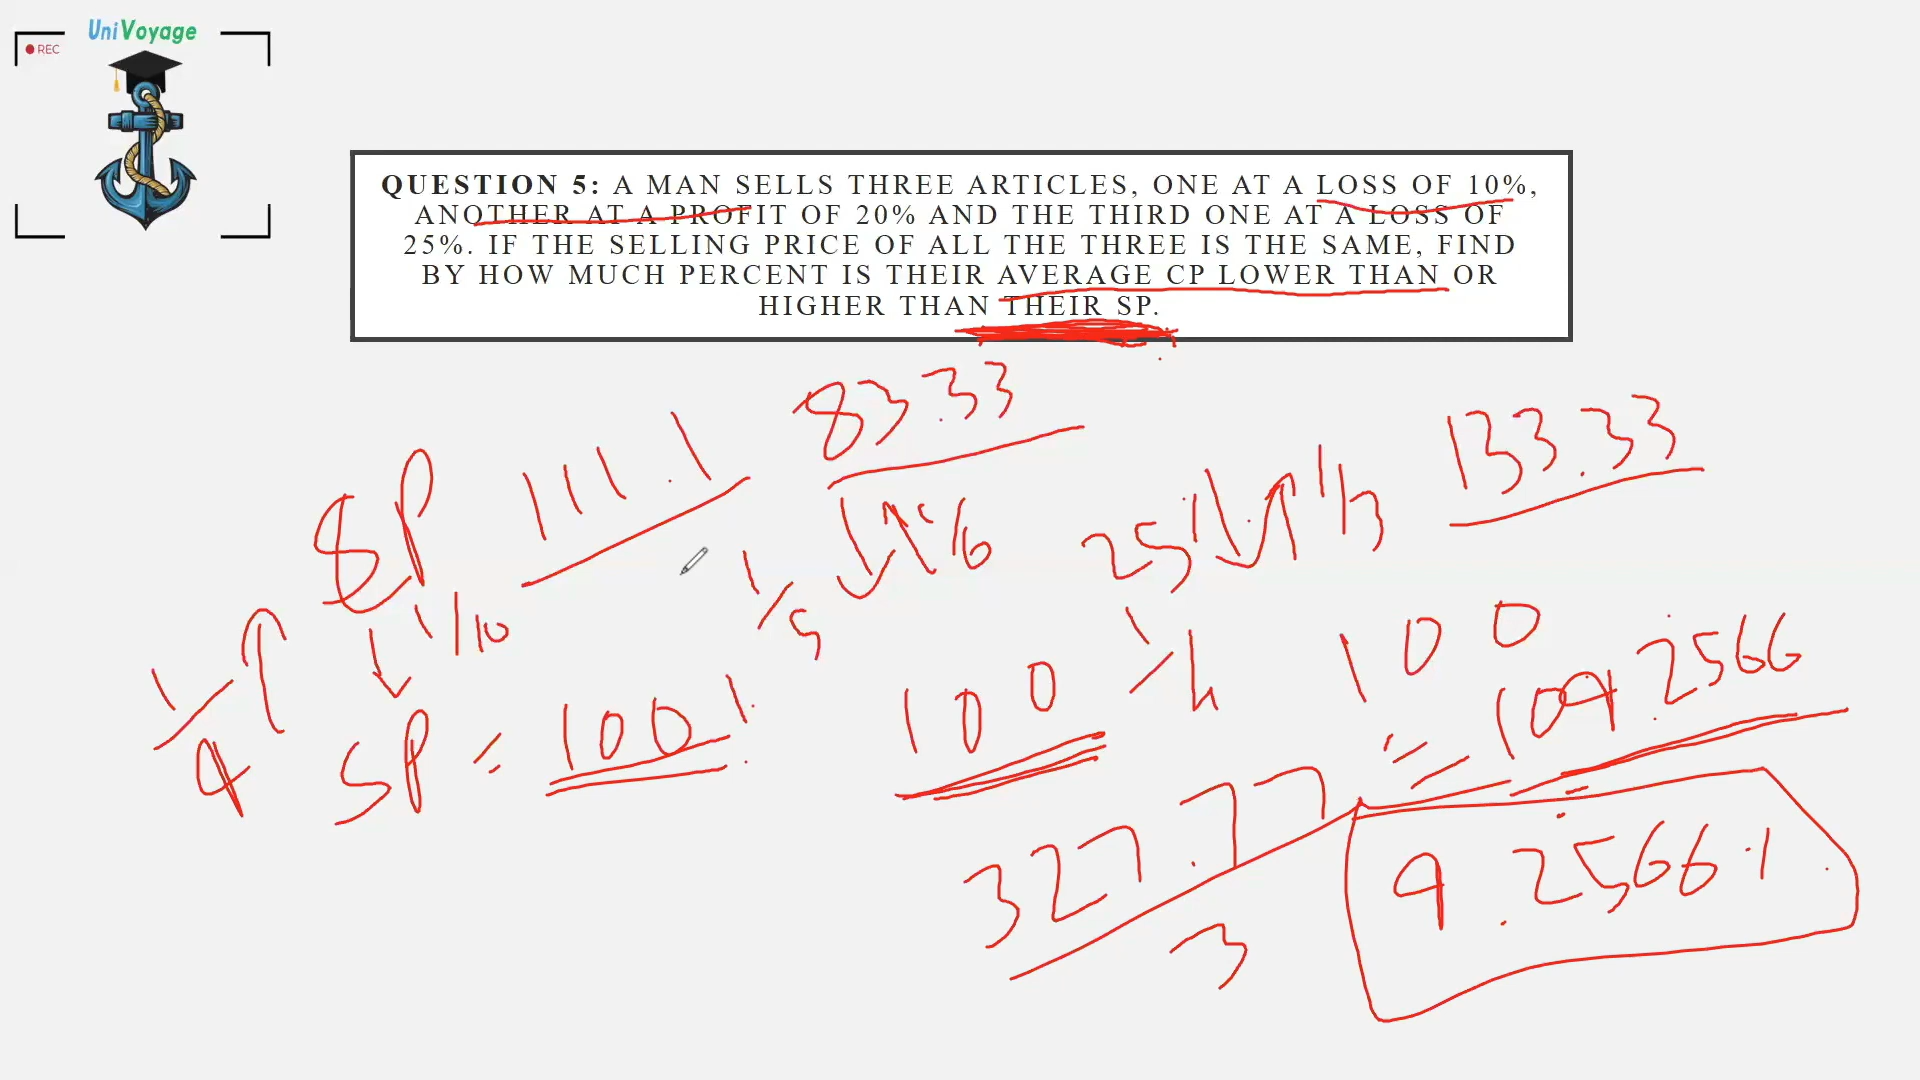 UniVoyage
REC
QUESTION 5: A MAN SELLS THREE ARTICLES, ONE AT A LOSS OF 10%,
ANOTHER AT A PROFIT OF 20% AND THE THIRD ONE AT A LOSS OF
25%. IF THE SELLING PRICE OF ALL THE THREE IS THE SAME, FIND
BY HOW MUCH PERCENT IS THEIR AVERAGE CP LOWER THAN OR
HIGHER THAN THEIR SP.
111.1 83.33 133.33
1/10 1/5 1/6 25% 1/3
1/4
SP = 100 100 1/4 100
327.77
3
= 109.2566
9.2566%